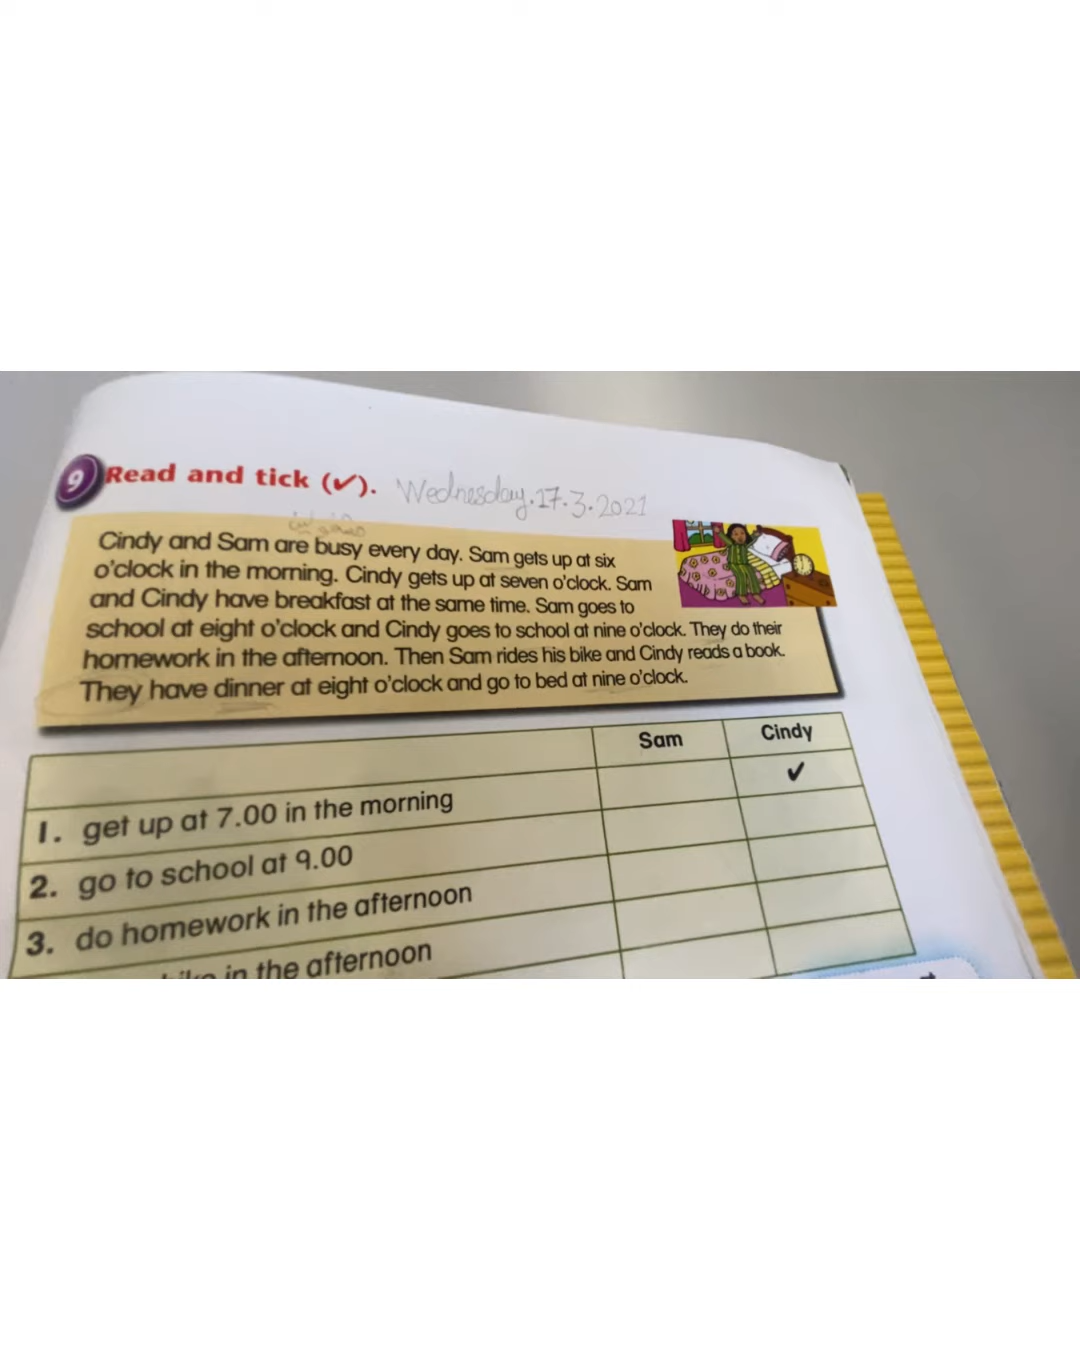 9 Read and tick (✓). Wednesday.17.3.2021
Cindy and Sam are busy every day. Sam gets up at six
o'clock in the morning. Cindy gets up at seven o'clock. Sam
and Cindy have breakfast at the same time. Sam goes to
school at eight o'clock and Cindy goes to school at nine o'clock. They do their
homework in the afternoon. Then Sam rides his bike and Cindy reads a book.
They have dinner at eight o'clock and go to bed at nine o'clock.
Sam Cindy
1. get up at 7.00 in the morning ✓
2. go to school at 9.00
3. do homework in the afternoon
in the afternoon